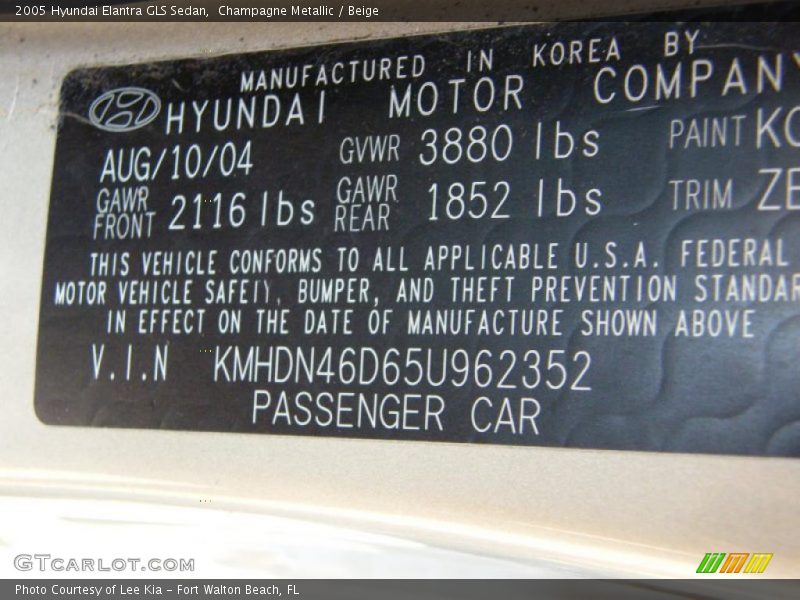 2005 Hyundai Elantra GLS Sedan, Champagne Metallic / Beige
MANUFACTURED IN KOREA BY
HYUNDAI MOTOR COMPANY
AUG/10/04 GVWR 3880 lbs PAINT
GAWR FRONT 2116 lbs GAWR REAR 1852 lbs TRIM
THIS VEHICLE CONFORMS TO ALL APPLICABLE U.S.A. FEDERAL
MOTOR VEHICLE SAFETY, BUMPER, AND THEFT PREVENTION STANDAR
IN EFFECT ON THE DATE OF MANUFACTURE SHOWN ABOVE
V.I.N KMHDN46D65U962352
PASSENGER CAR
GTcarlot.com
Photo Courtesy of Lee Kia - Fort Walton Beach, FL